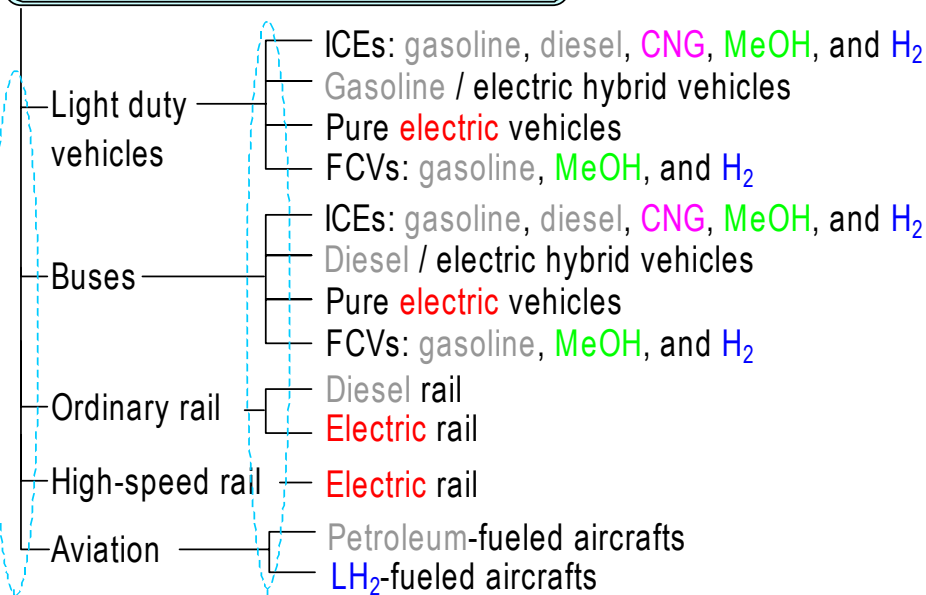 Light duty
vehicles
ICEs: gasoline, diesel, CNG, MeOH, and H₂
Gasoline / electric hybrid vehicles
Pure electric vehicles
FCVs: gasoline, MeOH, and H₂
Buses
ICEs: gasoline, diesel, CNG, MeOH, and H₂
Diesel / electric hybrid vehicles
Pure electric vehicles
FCVs: gasoline, MeOH, and H₂
Ordinary rail
Diesel rail
Electric rail
High-speed rail
Electric rail
Aviation
Petroleum-fueled aircrafts
LH₂-fueled aircrafts